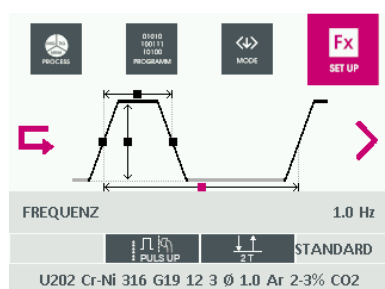 01010
100111
10100
Fx
PROCESS
PROGRAMM
MODE
SET UP
FREQUENZ 1.0 Hz
PULS UP 2T STANDARD
U202 Cr-Ni 316 G19 12 3 Ø 1.0 Ar 2-3% CO2